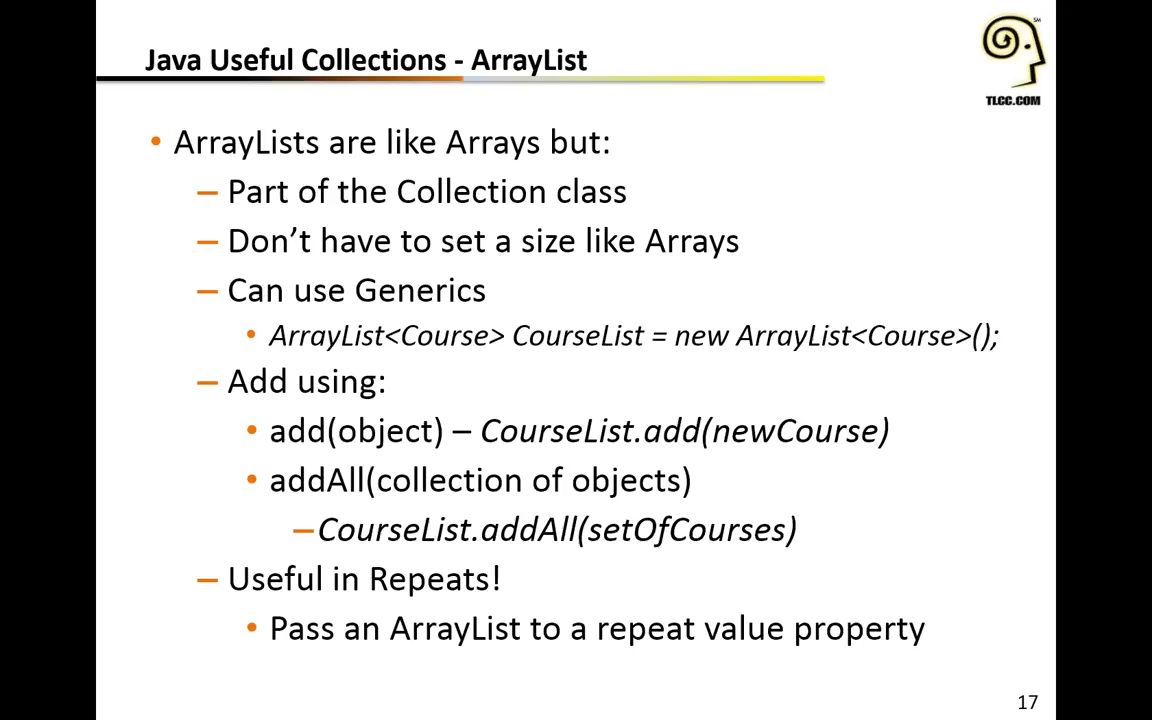 Java Useful Collections - ArrayList
SM
TLCC.COM
• ArrayLists are like Arrays but:
– Part of the Collection class
– Don’t have to set a size like Arrays
– Can use Generics
• ArrayList<Course> CourseList = new ArrayList<Course>();
– Add using:
• add(object) – CourseList.add(newCourse)
• addAll(collection of objects)
–CourseList.addAll(setOfCourses)
– Useful in Repeats!
• Pass an ArrayList to a repeat value property
17